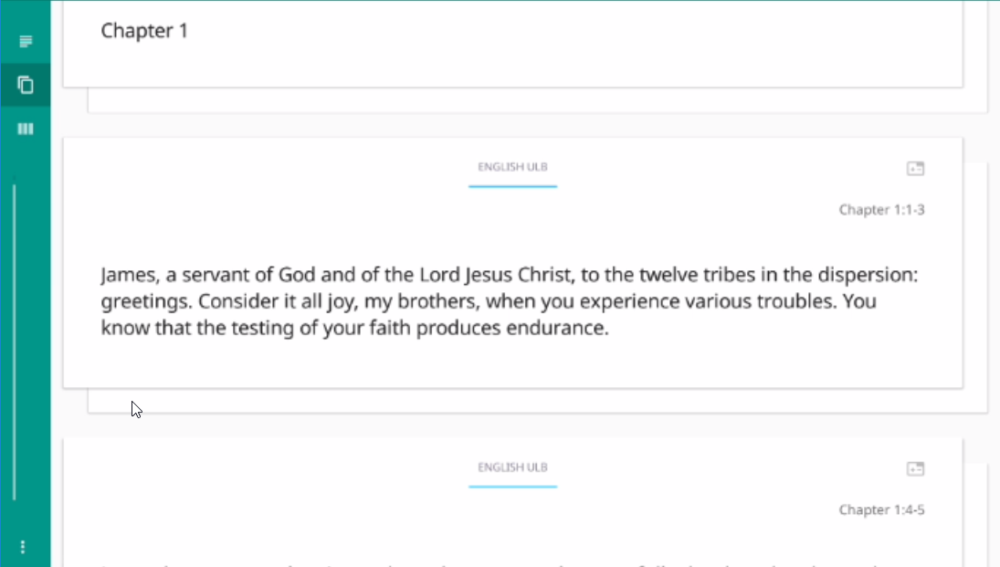 Chapter 1
ENGLISH ULB
Chapter 1:1-3
James, a servant of God and of the Lord Jesus Christ, to the twelve tribes in the dispersion:
greetings. Consider it all joy, my brothers, when you experience various troubles. You
know that the testing of your faith produces endurance.
ENGLISH ULB
Chapter 1:4-5